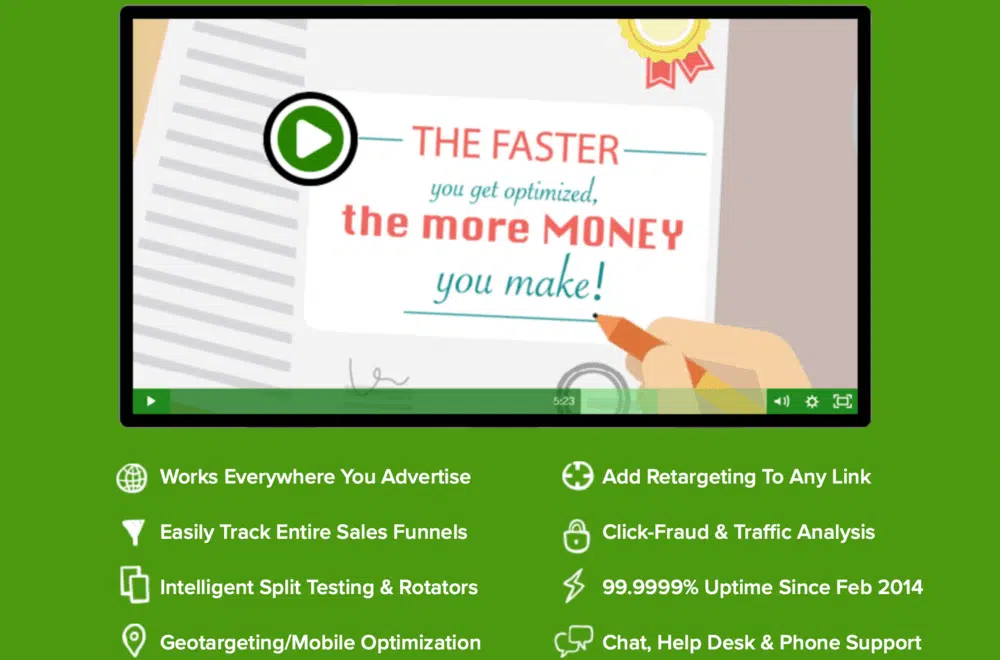 THE FASTER
you get optimized,
the more MONEY
you make!
5:23
Works Everywhere You Advertise
Add Retargeting To Any Link
Easily Track Entire Sales Funnels
Click-Fraud & Traffic Analysis
Intelligent Split Testing & Rotators
99.9999% Uptime Since Feb 2014
Geotargeting/Mobile Optimization
Chat, Help Desk & Phone Support